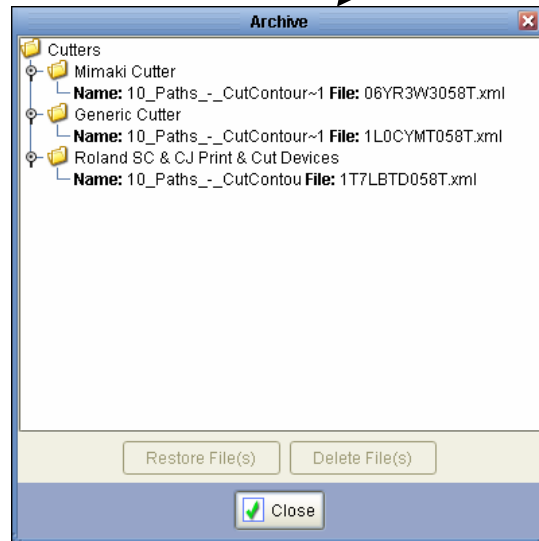 Archive
Cutters
Mimaki Cutter
Name: 10_Paths_-_CutContour~1 File: 06YR3W3058T.xml
Generic Cutter
Name: 10_Paths_-_CutContour~1 File: 1L0CYMT058T.xml
Roland SC & CJ Print & Cut Devices
Name: 10_Paths_-_CutContou File: 1T7LBTD058T.xml
Restore File(s) Delete File(s)
Close